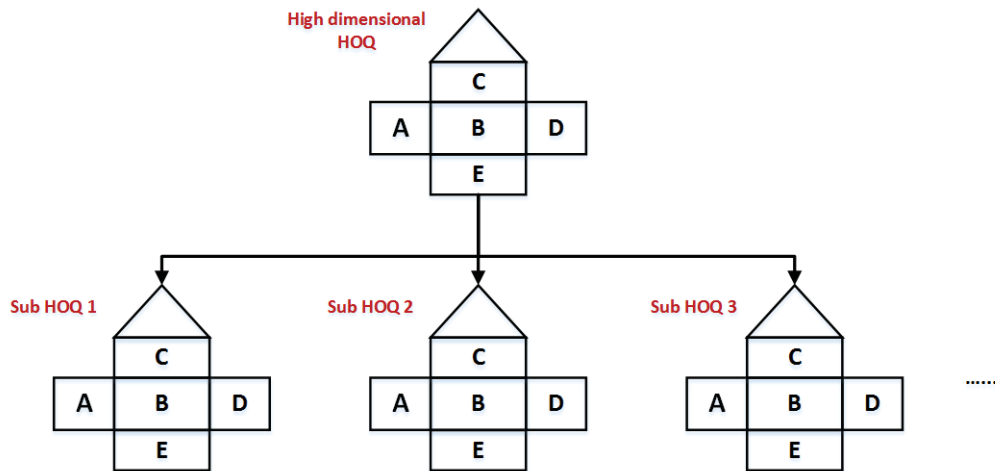 High dimensional
HOQ
C
A B D
E
Sub HOQ 1 Sub HOQ 2 Sub HOQ 3
C C C
A B D A B D A B D ......
E E E